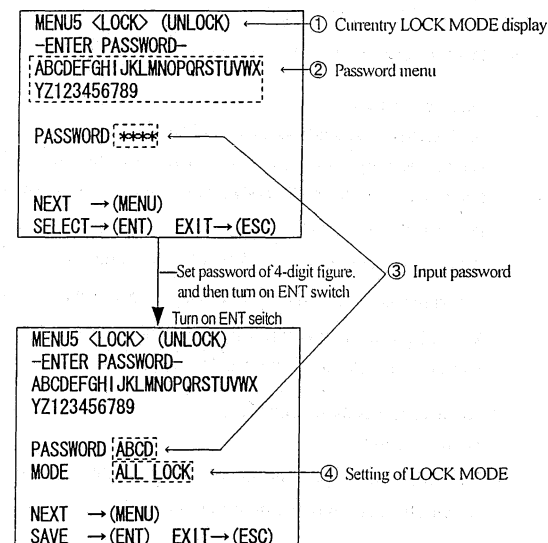 MENU5 <LOCK> (UNLOCK)
① Currentry LOCK MODE display
-ENTER PASSWORD-
ABCDEFGHIJKLMNOPQRSTUVWX
② Password menu
YZ123456789
PASSWORD ****
NEXT →(MENU)
SELECT→(ENT) EXIT→(ESC)
Set password of 4-digit figure.
and then turn on ENT switch
③ Input password
Turn on ENT seitch
MENU5 <LOCK> (UNLOCK)
-ENTER PASSWORD-
ABCDEFGHIJKLMNOPQRSTUVWX
YZ123456789
PASSWORD ABCD
MODE ALL LOCK
④ Setting of LOCK MODE
NEXT →(MENU)
SAVE →(ENT) EXIT→(ESC)